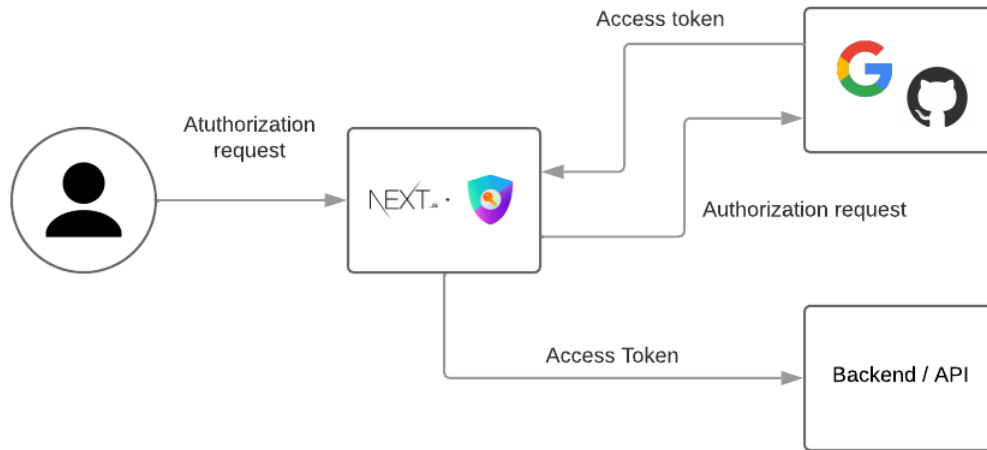 Access token
Atuthorization
request
NEXT.JS
Authorization request
Access Token
Backend / API